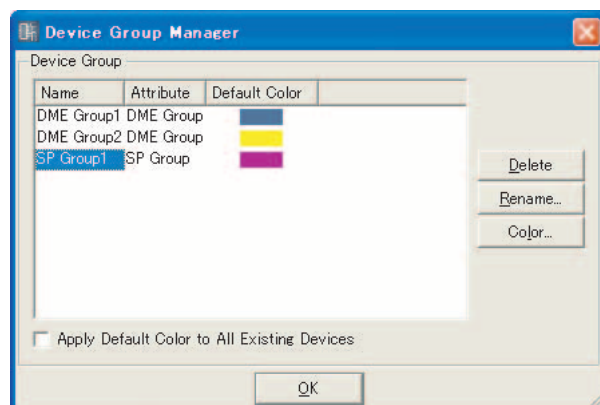 Device Group Manager
Device Group
Name Attribute Default Color
DME Group1 DME Group
DME Group2 DME Group
SP Group1 SP Group
Delete
Rename...
Color...
Apply Default Color to All Existing Devices
OK